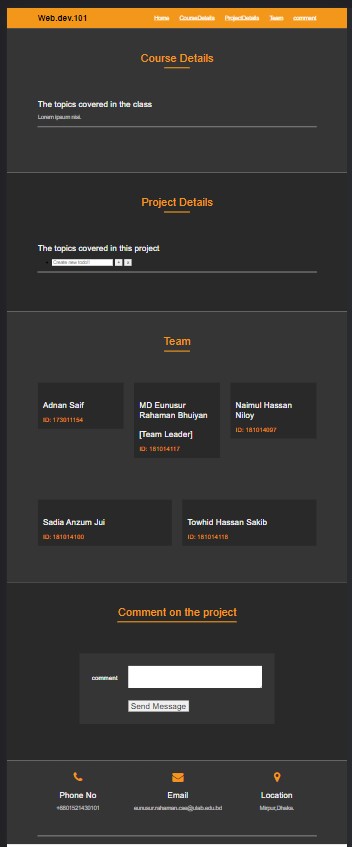 Web.dev.101
Home CourseDetails ProjectDetails Team comment
Course Details
The topics covered in the class
Lorem ipsum nisi.
Project Details
The topics covered in this project
Create new todo!!
Team
Adnan Saif
ID: 173011154
MD Eunusur
Rahaman Bhuiyan
[Team Leader]
ID: 181014117
Naimul Hassan
Niloy
ID: 181014097
Sadia Anzum Jui
ID: 181014100
Towhid Hassan Sakib
ID: 181014118
Comment on the project
comment
Send Message
Phone No
+8801521430101
Email
eunusur.rahaman.cse@ulab.edu.bd
Location
Mirpur,Dhaka.